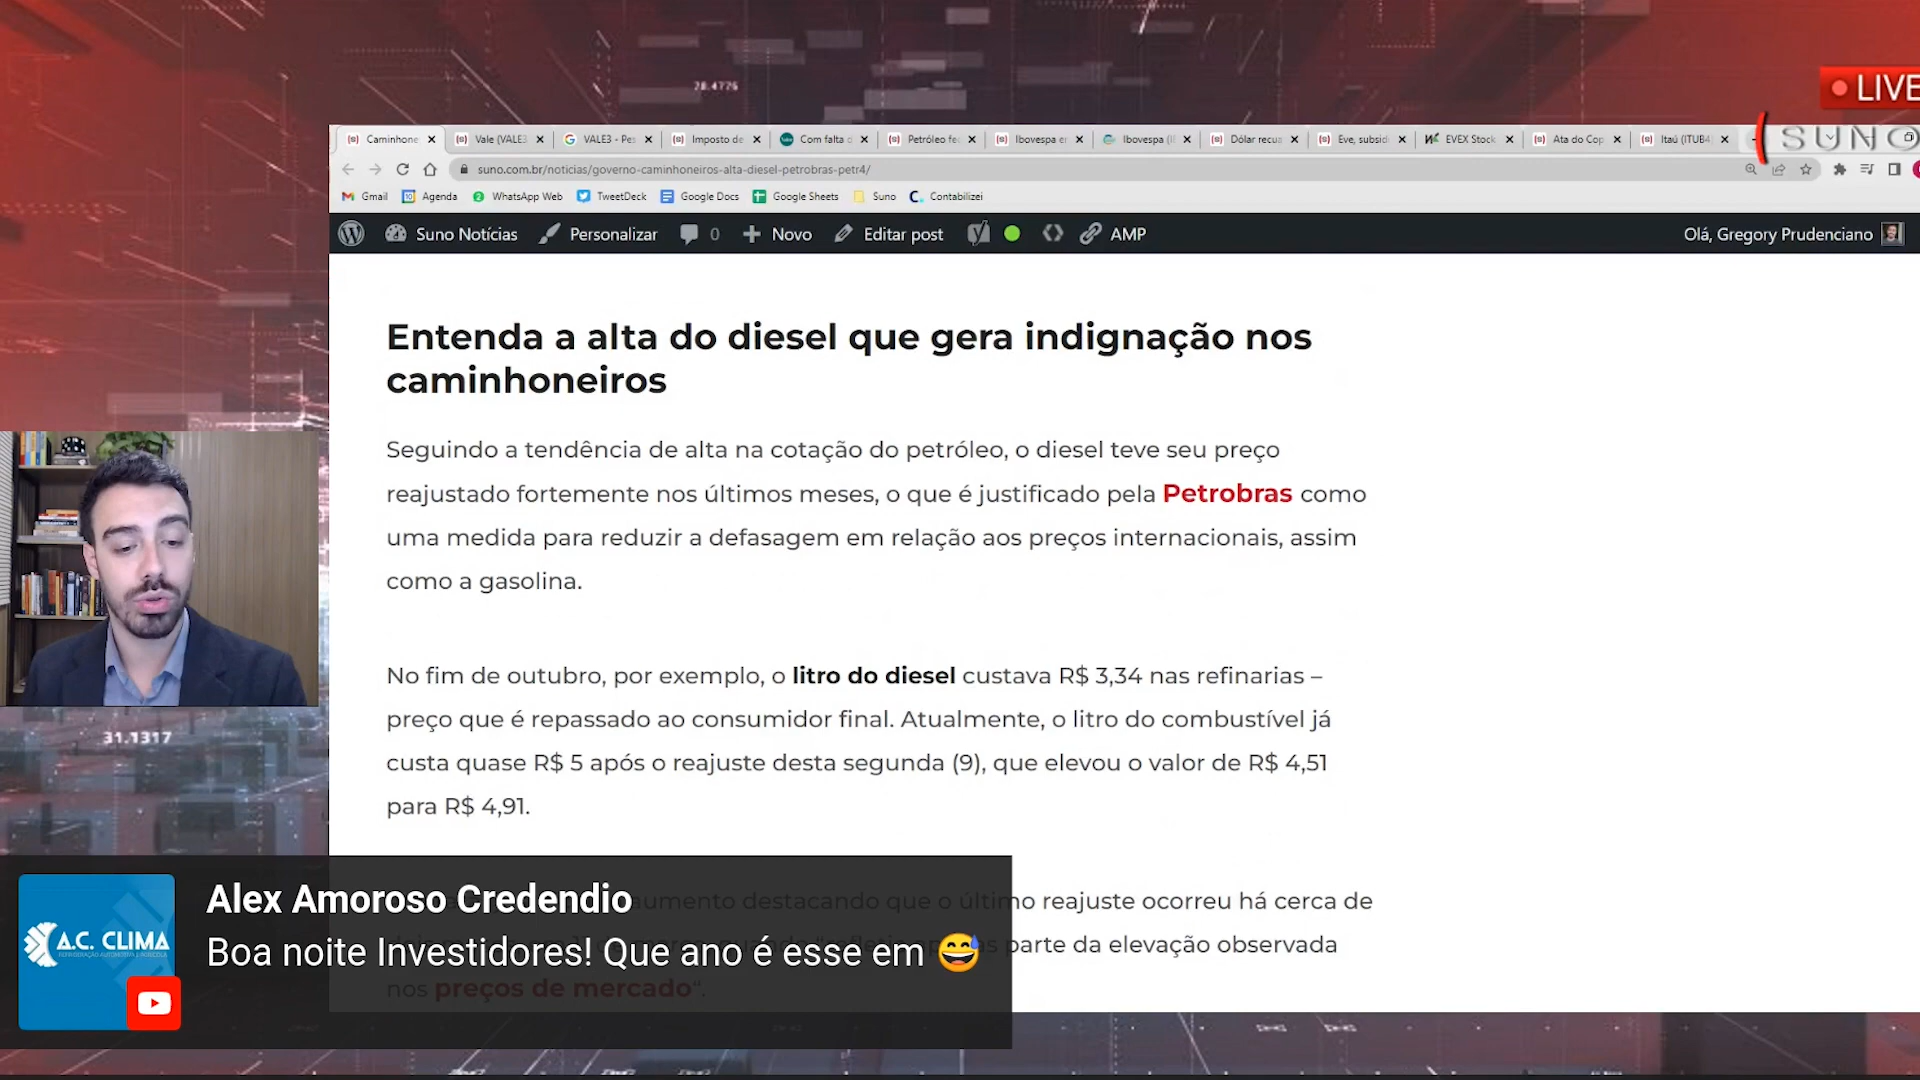 28.4776
LIVE
SUNO
Caminhone
Vale (VALE3
VALE3 - Pes
Imposto de
Com falta
Petróleo fec
Ibovespa en
Ibovespa (I
Dólar recua
Eve, subsid
EVEX Stock
Ata do Cop
Itaú (ITUB4)
suno.com.br/noticias/governo-caminhoneiros-alta-diesel-petrobras-petr4/
Gmail Agenda WhatsApp Web TweetDeck Google Docs Google Sheets Suno Contabilizei
Suno Notícias Personalizar 0 Novo Editar post AMP Olá, Gregory Prudenciano
Entenda a alta do diesel que gera indignação nos
caminhoneiros
Seguindo a tendência de alta na cotação do petróleo, o diesel teve seu preço
reajustado fortemente nos últimos meses, o que é justificado pela Petrobras como
uma medida para reduzir a defasagem em relação aos preços internacionais, assim
como a gasolina.
No fim de outubro, por exemplo, o litro do diesel custava R$ 3,34 nas refinarias –
preço que é repassado ao consumidor final. Atualmente, o litro do combustível já
custa quase R$ 5 após o reajuste desta segunda (9), que elevou o valor de R$ 4,51
para R$ 4,91.
aumento destacando que o último reajuste ocorreu há cerca de
parte da elevação observada
nos preços de mercado“.
31.1317
A.C. CLIMA
Alex Amoroso Credendio
Boa noite Investidores! Que ano é esse em 😅